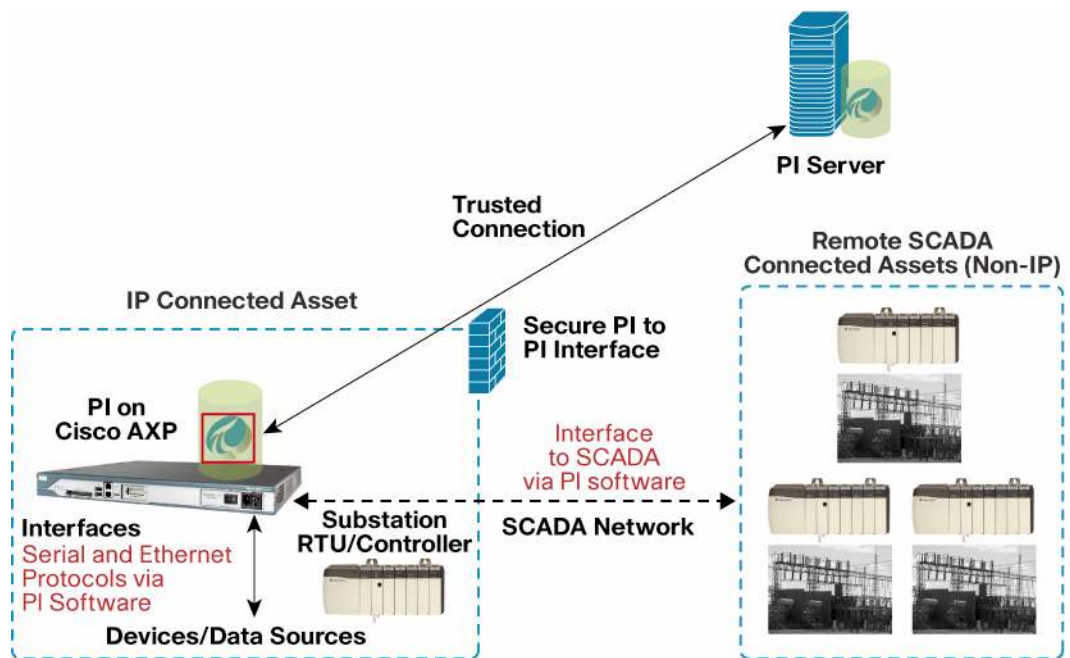 PI Server
Trusted
Connection
Remote SCADA
Connected Assets (Non-IP)
IP Connected Asset
Secure PI to
PI Interface
PI on
Cisco AXP
Interface
to SCADA
via PI software
SCADA Network
Interfaces
Serial and Ethernet
Protocols via
PI Software
Substation
RTU/Controller
Devices/Data Sources